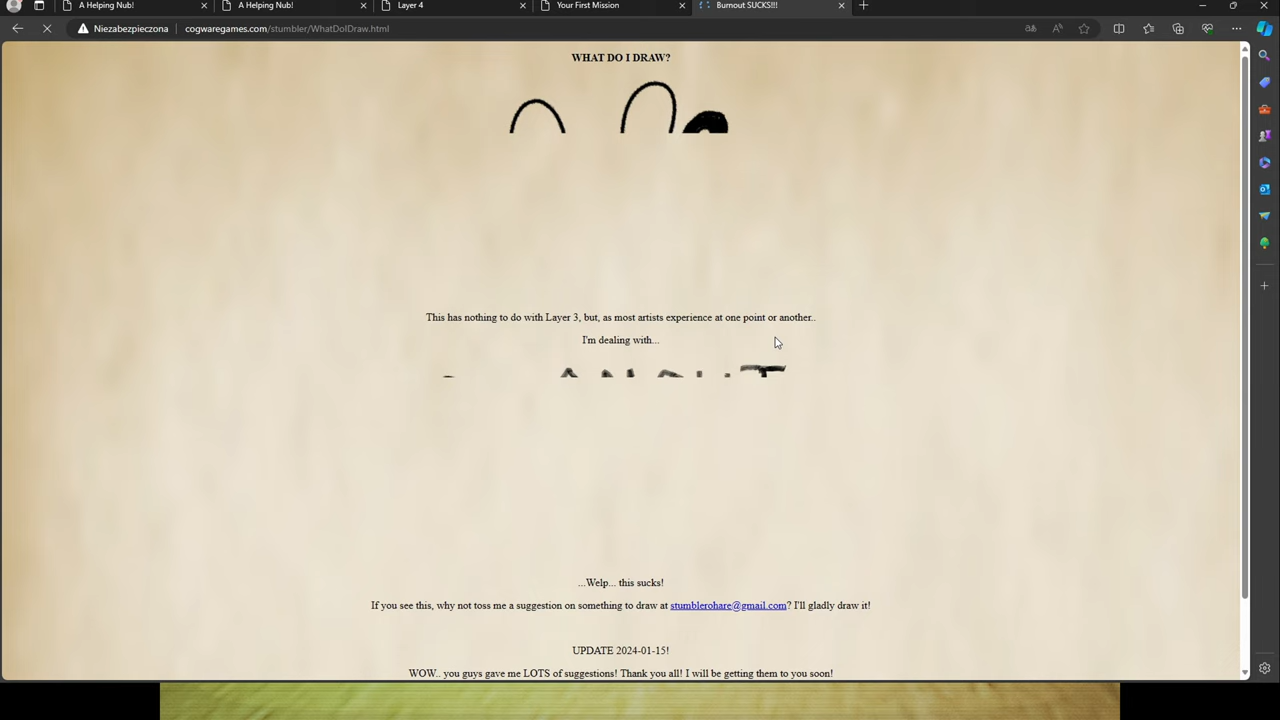 A Helping Nub!
A Helping Nub!
Layer 4
Your First Mission
Burnout SUCKS!!!
Niezabezpieczona
cogwaregames.com/stumbler/WhatDoIDraw.html
WHAT DO I DRAW?
This has nothing to do with Layer 3, but, as most artists experience at one point or another..
I'm dealing with...
...Welp... this sucks!
If you see this, why not toss me a suggestion on something to draw at stumblerohare@gmail.com? I'll gladly draw it!
UPDATE 2024-01-15!
WOW.. you guys gave me LOTS of suggestions! Thank you all! I will be getting them to you soon!